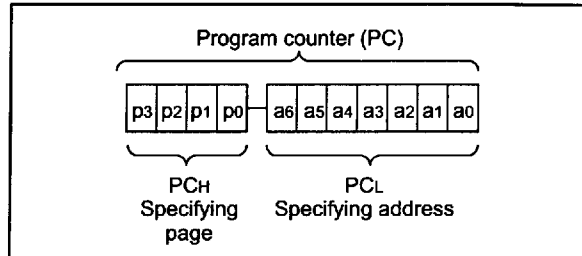 Program counter (PC)
p3 p2 p1 p0 a6 a5 a4 a3 a2 a1 a0
PCH PCL
Specifying page Specifying address